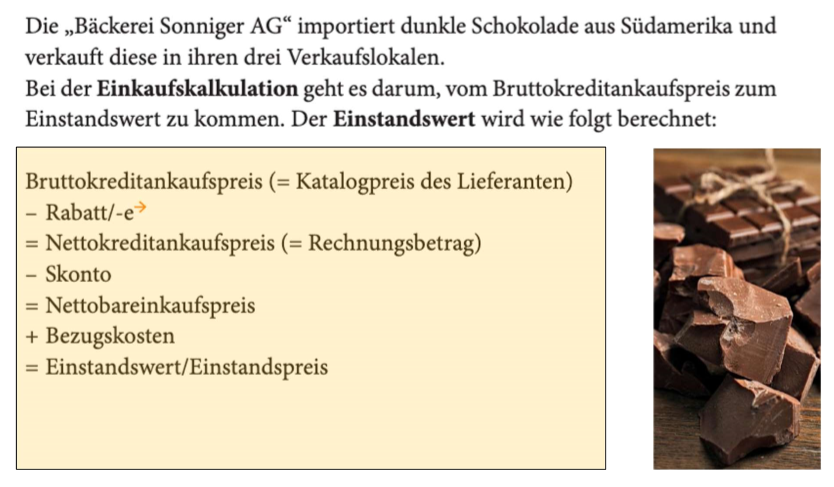 Die „Bäckerei Sonniger AG“ importiert dunkle Schokolade aus Südamerika und
verkauft diese in ihren drei Verkaufslokalen.
Bei der Einkaufskalkulation geht es darum, vom Bruttokreditankaufspreis zum
Einstandswert zu kommen. Der Einstandswert wird wie folgt berechnet:
Bruttokreditankaufspreis (= Katalogpreis des Lieferanten)
– Rabatt/-e→
= Nettokreditankaufspreis (= Rechnungsbetrag)
– Skonto
= Nettobareinkaufspreis
+ Bezugskosten
= Einstandswert/Einstandspreis